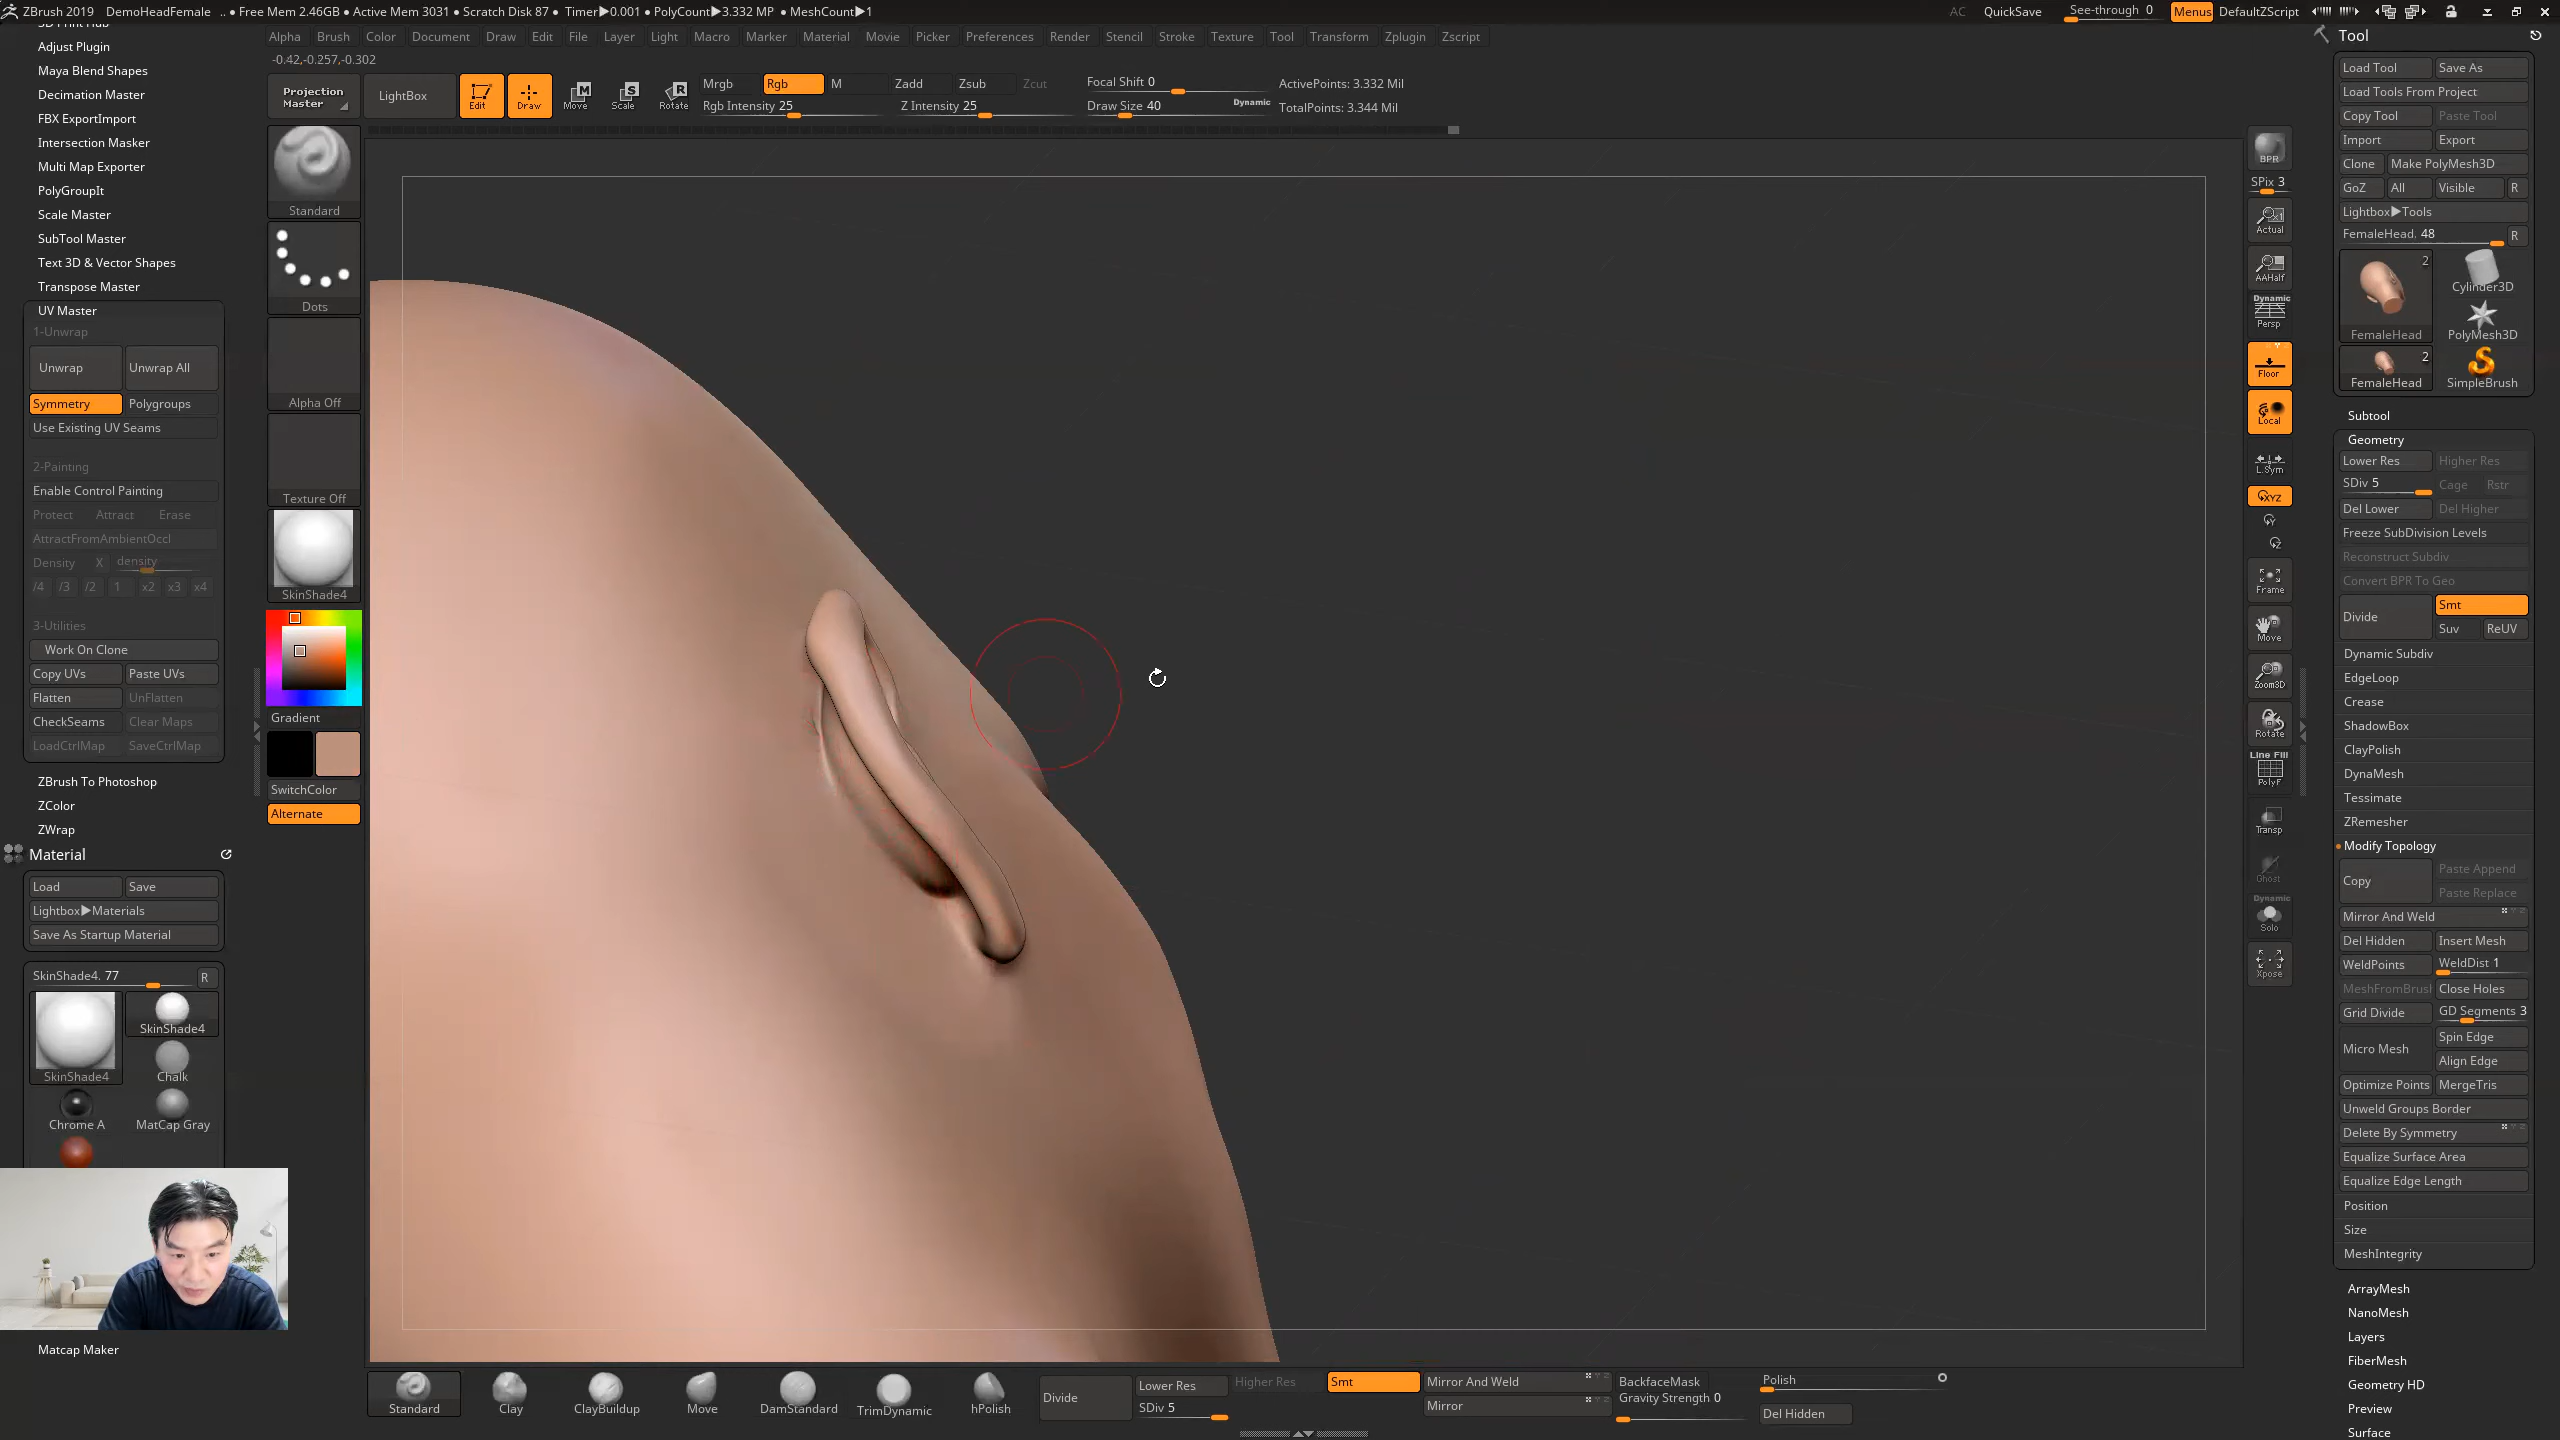 ZBrush 2019 DemoHeadFemale .. ● Free Mem 2.46GB ● Active Mem 3031 ● Scratch Disk 87 ● Timer▶0.001 ● PolyCount▶3.332 MP ● MeshCount▶1 AC QuickSave See-through 0 Menus DefaultZScript
Alpha Brush Color Document Draw Edit File Layer Light Macro Marker Material Movie Picker Preferences Render Stencil Stroke Texture Tool Transform Zplugin Zscript
-0.42,-0.257,-0.302
Projection Master
LightBox
Edit Draw Move Scale Rotate
Mrgb Rgb M Zadd Zsub Zcut
Rgb Intensity 25 Z Intensity 25
Focal Shift 0
Draw Size 40 Dynamic
ActivePoints: 3.332 Mil
TotalPoints: 3.344 Mil
Adjust Plugin
Maya Blend Shapes
Decimation Master
FBX ExportImport
Intersection Masker
Multi Map Exporter
PolyGroupIt
Scale Master
SubTool Master
Text 3D & Vector Shapes
Transpose Master
UV Master
1-Unwrap
Unwrap Unwrap All
Symmetry Polygroups
Use Existing UV Seams
2-Painting
Enable Control Painting
Protect Attract Erase
AttractFromAmbientOccl
Density X density
/4 /3 /2 1 x2 x3 x4
3-Utilities
Work On Clone
Copy UVs Paste UVs
Flatten UnFlatten
CheckSeams Clear Maps
LoadCtrlMap SaveCtrlMap
ZBrush To Photoshop
ZColor
ZWrap
Material
Load Save
Lightbox▶Materials
Save As Startup Material
SkinShade4. 77 R
SkinShade4 SkinShade4
Chalk
Chrome A MatCap Gray
Matcap Maker
Standard
Dots
Alpha Off
Texture Off
SkinShade4
Gradient
SwitchColor
Alternate
BPR
SPix 3
Actual
AAHalf
Dynamic
Persp
Floor
Local
L.Sym
XYZ
Frame
Move
Zoom3D
Rotate
Line Fill
PolyF
Transp
Ghost
Dynamic
Solo
Xpose
Tool
Load Tool Save As
Load Tools From Project
Copy Tool Paste Tool
Import Export
Clone Make PolyMesh3D
GoZ All Visible R
Lightbox▶Tools
FemaleHead. 48 R
2
FemaleHead Cylinder3D
PolyMesh3D
2
FemaleHead SimpleBrush
Subtool
Geometry
Lower Res Higher Res
SDiv 5 Cage Rstr
Del Lower Del Higher
Freeze SubDivision Levels
Reconstruct Subdiv
Convert BPR To Geo
Divide Smt
Suv ReUV
Dynamic Subdiv
EdgeLoop
Crease
ShadowBox
ClayPolish
DynaMesh
Tessimate
ZRemesher
Modify Topology
Copy Paste Append
Paste Replace
Mirror And Weld
Del Hidden Insert Mesh
WeldPoints WeldDist 1
MeshFromBrus Close Holes
Grid Divide GD Segments 3
Micro Mesh Spin Edge
Align Edge
Optimize Points MergeTris
Unweld Groups Border
Delete By Symmetry
Equalize Surface Area
Equalize Edge Length
Position
Size
MeshIntegrity
ArrayMesh
NanoMesh
Layers
FiberMesh
Geometry HD
Preview
Surface
Standard Clay ClayBuildup Move DamStandard TrimDynamic hPolish
Divide
Lower Res Higher Res
SDiv 5
Smt
Mirror And Weld
Mirror
BackfaceMask
Gravity Strength 0
Polish
Del Hidden